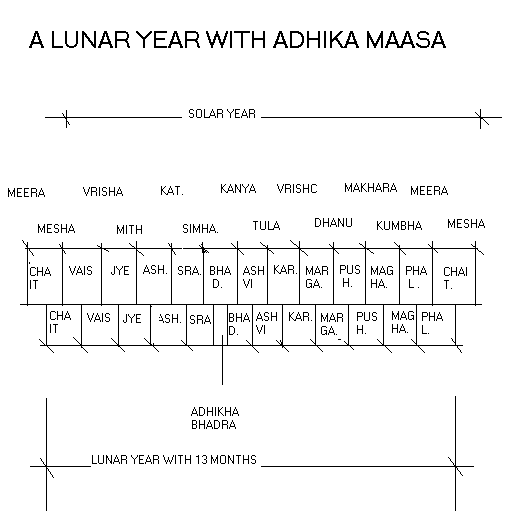 A LUNAR YEAR WITH ADHIKA MAASA
SOLAR YEAR
MEERA VRISHA KAT. KANYA VRISHC MAKHARA MEERA
MESHA MITH SIMHA. TULA DHANU KUMBHA MESHA
CHA VAIS JYE ASH. SRA. BHA ASH KAR. MAR PUS MAG PHA CHAI
IT D. VI GA. H. HA. L. T.
CHA VAIS JYE ASH. SRA BHA ASH KAR. MAR PUS MAG PHA
IT D. VI GA. H. HA. L.
ADHIKHA
BHADRA
LUNAR YEAR WITH 13 MONTHS